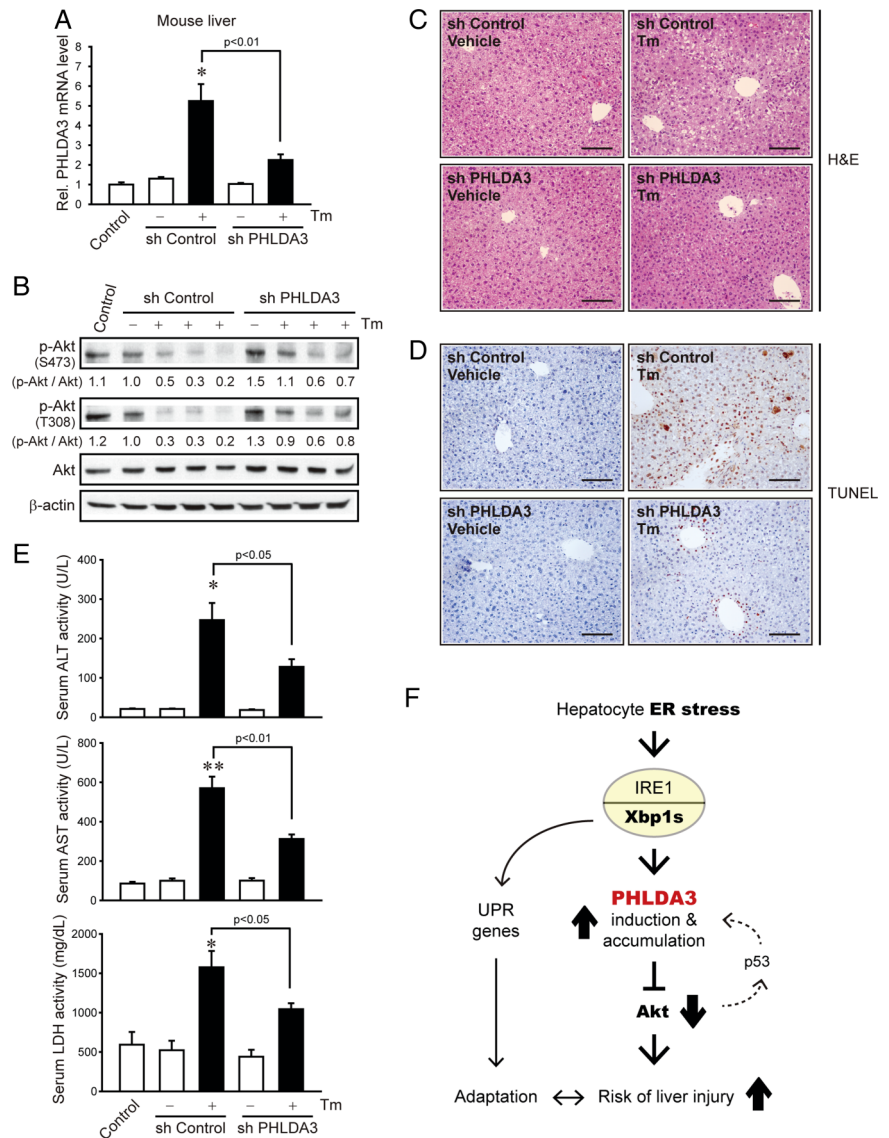 A
Mouse liver
p<0.01
*
Rel. PHLDA3 mRNA level
8
7
6
5
4
3
2
1
0
− + − + Tm
Control
sh Control sh PHLDA3
B
Control
sh Control sh PHLDA3
− + + + − + + + Tm
p-Akt
(S473)
(p-Akt / Akt) 1.1 1.0 0.5 0.3 0.2 1.5 1.1 0.6 0.7
p-Akt
(T308)
(p-Akt / Akt) 1.2 1.0 0.3 0.3 0.2 1.3 0.9 0.6 0.8
Akt
β-actin
C
sh Control
Vehicle
sh Control
Tm
sh PHLDA3
Vehicle
sh PHLDA3
Tm
H&E
D
sh Control
Vehicle
sh Control
Tm
sh PHLDA3
Vehicle
sh PHLDA3
Tm
TUNEL
E
p<0.05
*
Serum ALT activity (U/L)
400
300
200
100
0
p<0.01
**
Serum AST activity (U/L)
800
600
400
200
0
p<0.05
*
Serum LDH activity (mg/dL)
2000
1500
1000
500
0
− + − + Tm
Control
sh Control sh PHLDA3
F
Hepatocyte ER stress
IRE1
Xbp1s
PHLDA3
induction &
accumulation
UPR
genes
p53
Akt
Adaptation ↔ Risk of liver injury